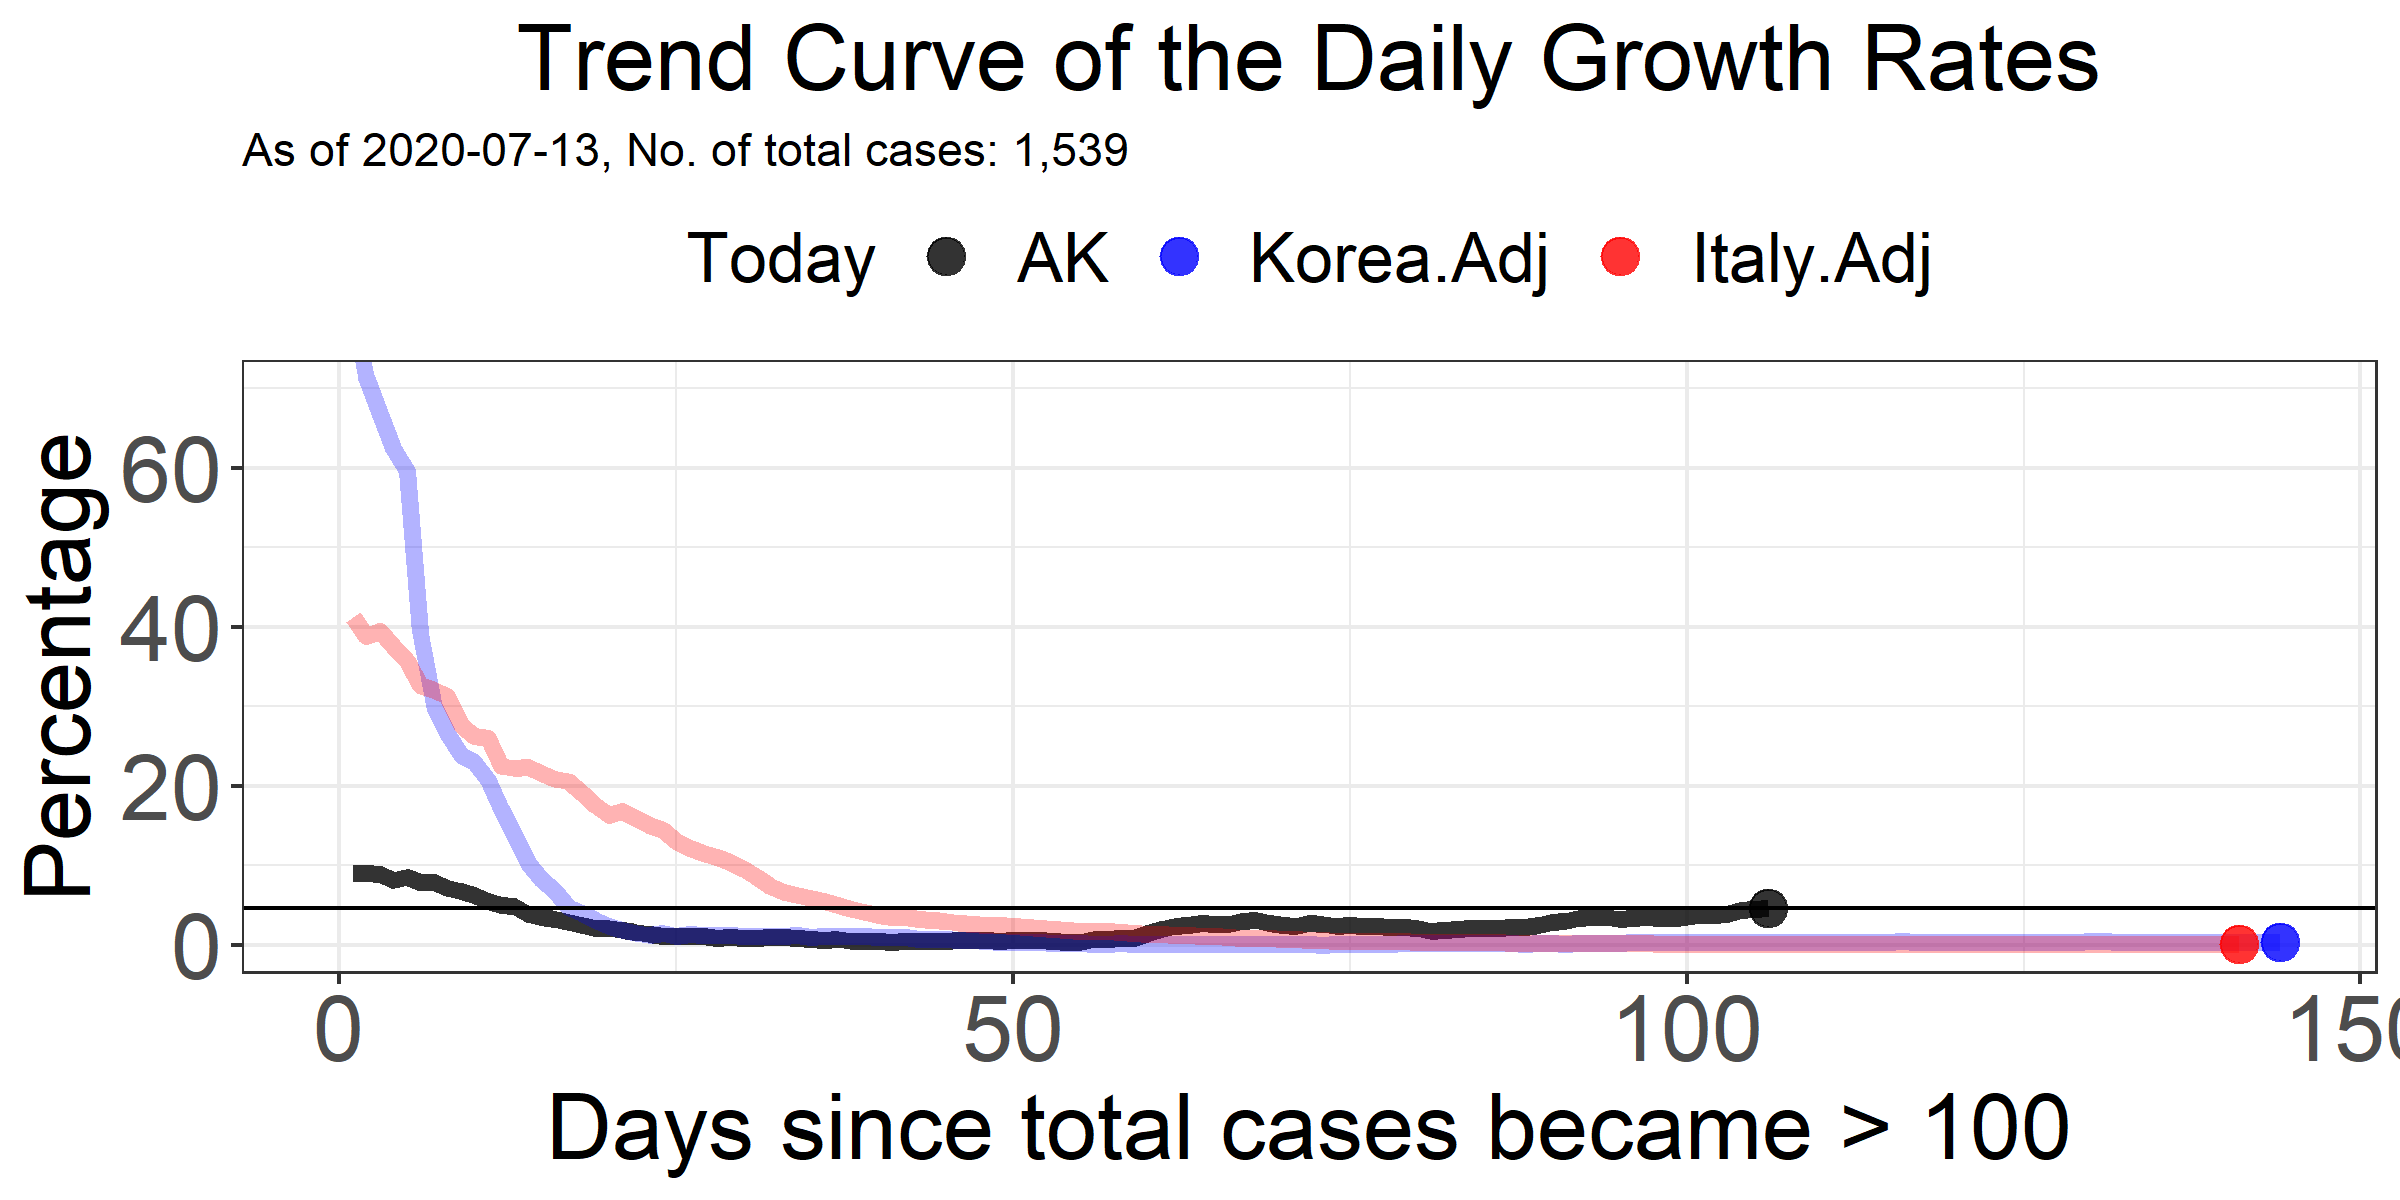 Trend Curve of the Daily Growth Rates
As of 2020-07-13, No. of total cases: 1,539
Today AK Korea.Adj Italy.Adj
Percentage
60
40
20
0
0 50 100 150
Days since total cases became > 100